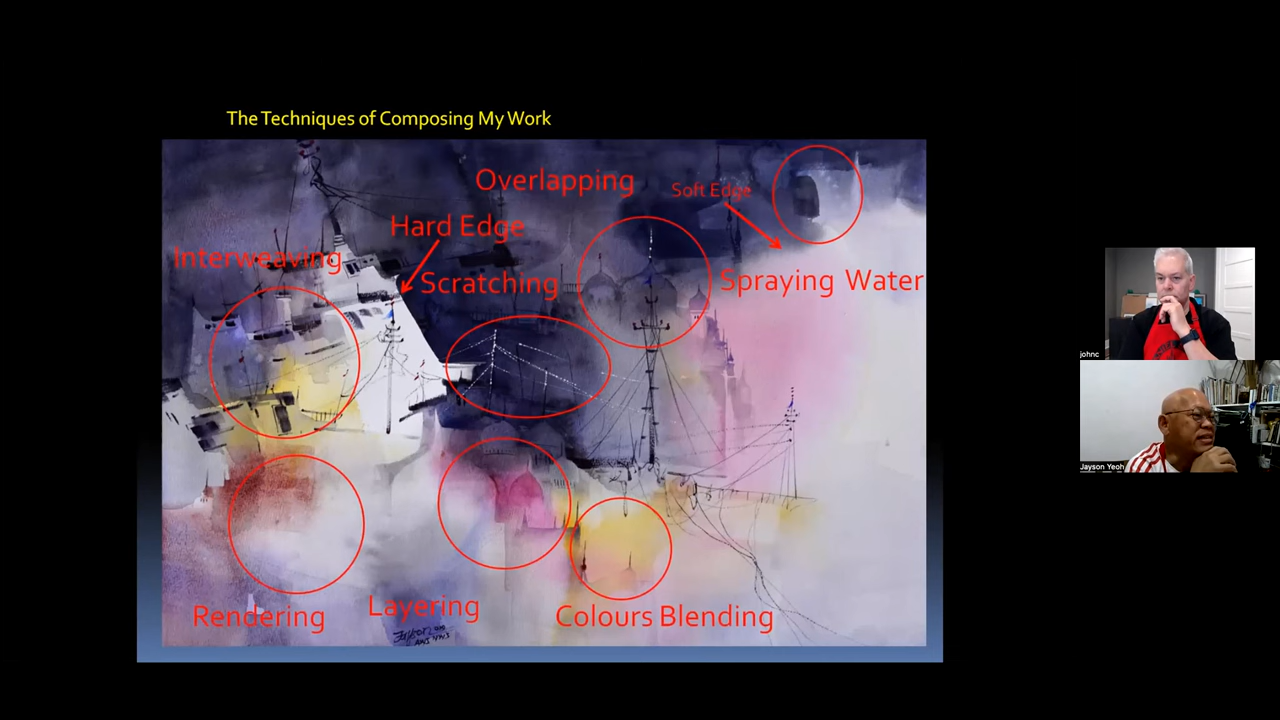 The Techniques of Composing My Work
Overlapping
Soft Edge
Hard Edge
Interweaving
Scratching
Spraying Water
johnc
Jayson Yeoh
Rendering
Layering
Colours Blending